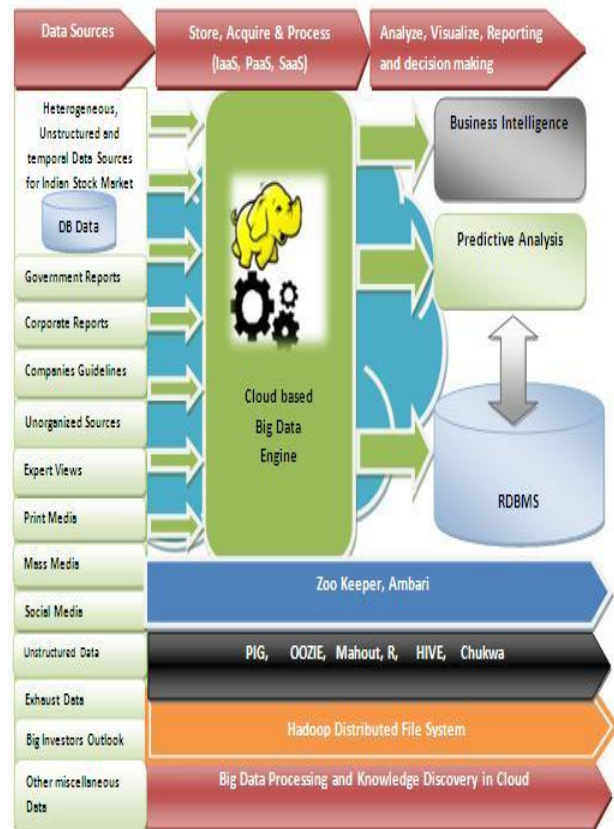 Data Sources
Store, Acquire & Process
(IaaS, PaaS, SaaS)
Analyze, Visualize, Reporting
and decision making
Heterogeneous,
Unstructured and
temporal Data Sources
for Indian Stock Market
DB Data
Government Reports
Corporate Reports
Companies Guidelines
Unorganized Sources
Expert Views
Print Media
Mass Media
Social Media
Unstructured Data
Exhaust Data
Big Investors Outlook
Other miscellaneous
Data
Cloud based
Big Data
Engine
Business Intelligence
Predictive Analysis
RDBMS
Zoo Keeper, Ambari
PIG, OOZIE, Mahout, R, HIVE, Chukwa
Hadoop Distributed File System
Big Data Processing and Knowledge Discovery in Cloud